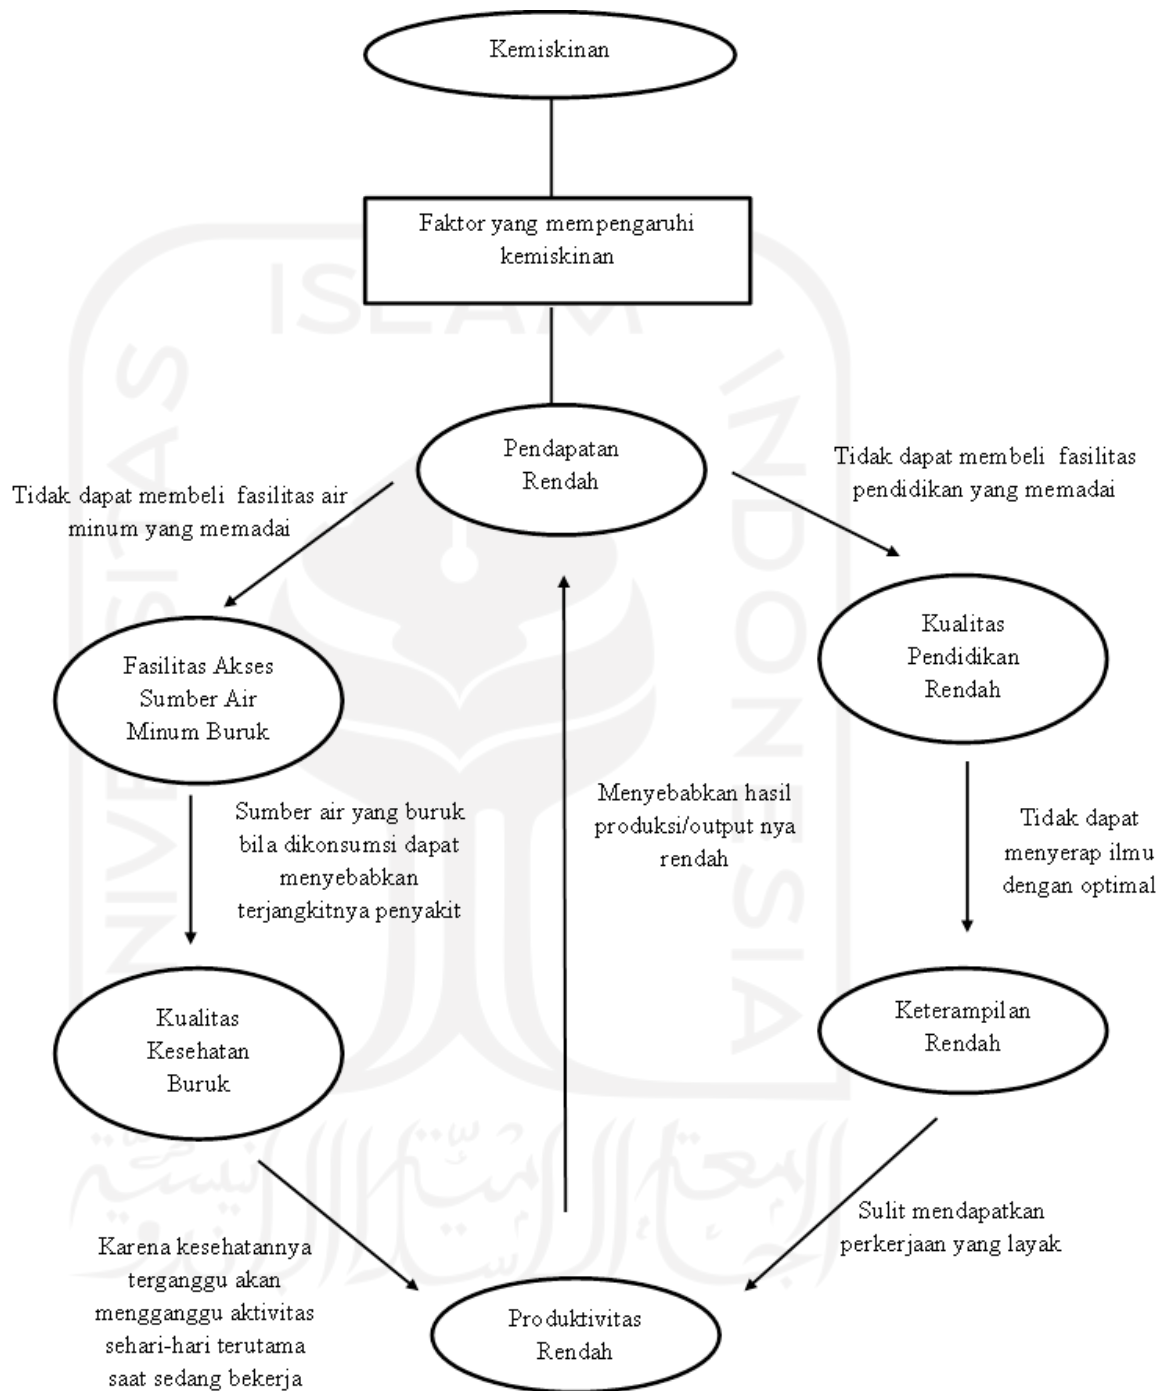 Kemiskinan
Faktor yang mempengaruhi
kemiskinan
Pendapatan
Rendah
Tidak dapat membeli fasilitas air
minum yang memadai
Tidak dapat membeli fasilitas
pendidikan yang memadai
Fasilitas Akses
Sumber Air
Minum Buruk
Kualitas
Pendidikan
Rendah
Sumber air yang buruk
bila dikonsumsi dapat
menyebabkan
terjangkitnya penyakit
Menyebabkan hasil
produksi/output nya
rendah
Tidak dapat
menyerap ilmu
dengan optimal
Kualitas
Kesehatan
Buruk
Keterampilan
Rendah
Karena kesehatannya
terganggu akan
mengganggu aktivitas
sehari-hari terutama
saat sedang bekerja
Sulit mendapatkan
perkerjaan yang layak
Produktivitas
Rendah
UNIVERSITAS
ISLAM
INDONESIA